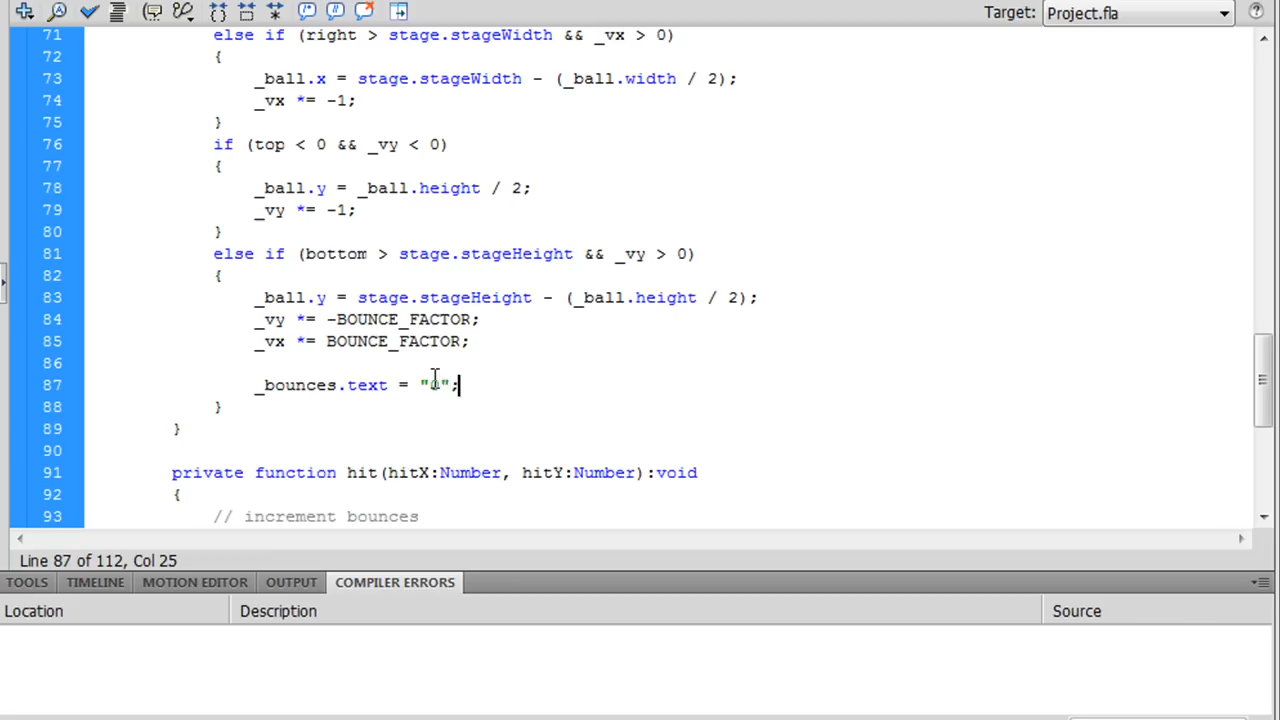 Target: Project.fla
71 else if (right > stage.stageWidth && _vx > 0)
72 {
73 _ball.x = stage.stageWidth - (_ball.width / 2);
74 _vx *= -1;
75 }
76 if (top < 0 && _vy < 0)
77 {
78 _ball.y = _ball.height / 2;
79 _vy *= -1;
80 }
81 else if (bottom > stage.stageHeight && _vy > 0)
82 {
83 _ball.y = stage.stageHeight - (_ball.height / 2);
84 _vy *= -BOUNCE_FACTOR;
85 _vx *= BOUNCE_FACTOR;
86
87 _bounces.text = "0";
88 }
89 }
90
91 private function hit(hitX:Number, hitY:Number):void
92 {
93 // increment bounces
Line 87 of 112, Col 25
TOOLS TIMELINE MOTION EDITOR OUTPUT COMPILER ERRORS
Location Description Source